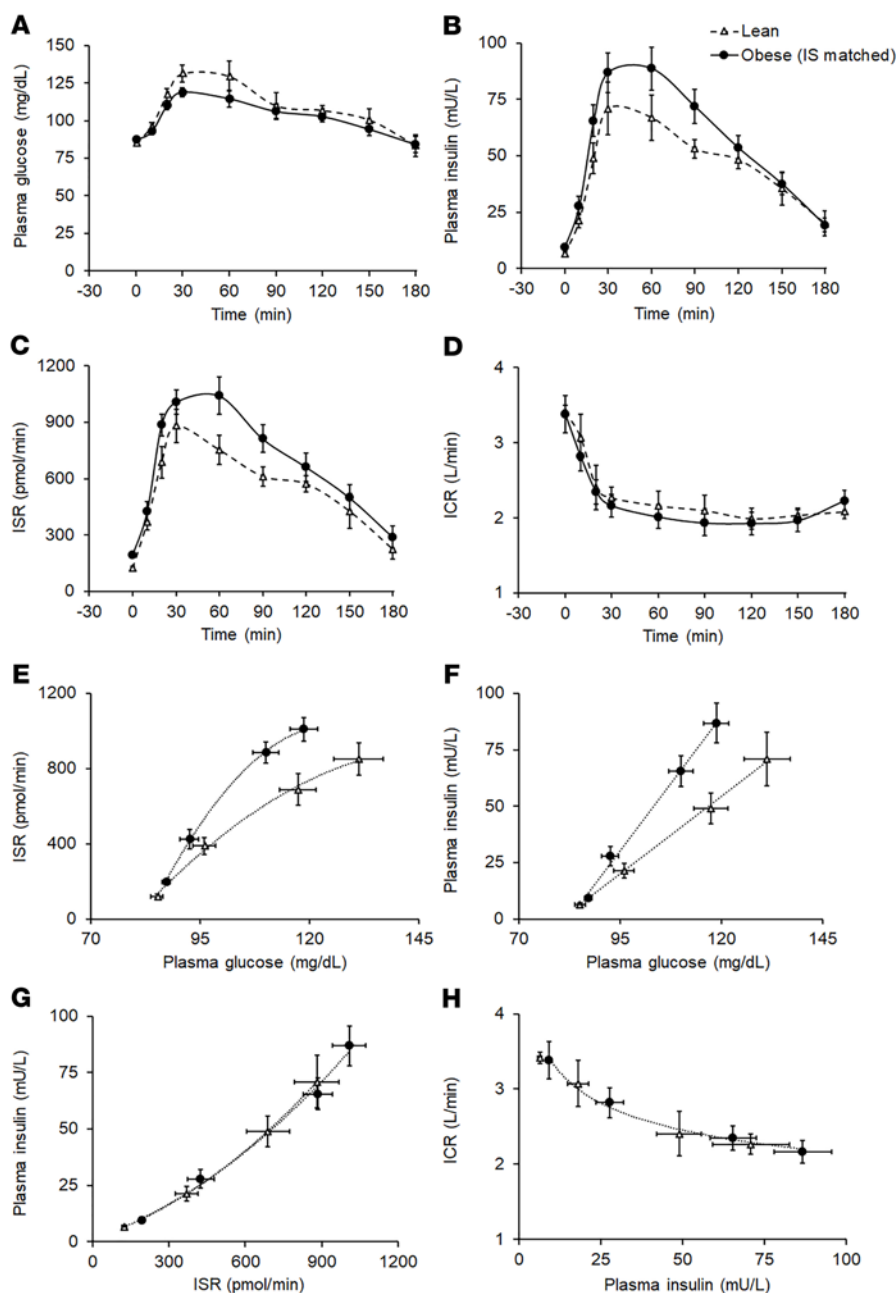 A
Plasma glucose (mg/dL)
150
125
100
75
50
25
0
-30 0 30 60 90 120 150 180
Time (min)
B
Lean
Obese (IS matched)
Plasma insulin (mU/L)
100
75
50
25
0
-30 0 30 60 90 120 150 180
Time (min)
C
ISR (pmol/min)
1200
900
600
300
0
-30 0 30 60 90 120 150 180
Time (min)
D
ICR (L/min)
4
3
2
1
-30 0 30 60 90 120 150 180
Time (min)
E
ISR (pmol/min)
1200
800
400
0
70 95 120 145
Plasma glucose (mg/dL)
F
Plasma insulin (mU/L)
100
75
50
25
0
70 95 120 145
Plasma glucose (mg/dL)
G
Plasma insulin (mU/L)
100
75
50
25
0
0 300 600 900 1200
ISR (pmol/min)
H
ICR (L/min)
4
3
2
1
0 25 50 75 100
Plasma insulin (mU/L)